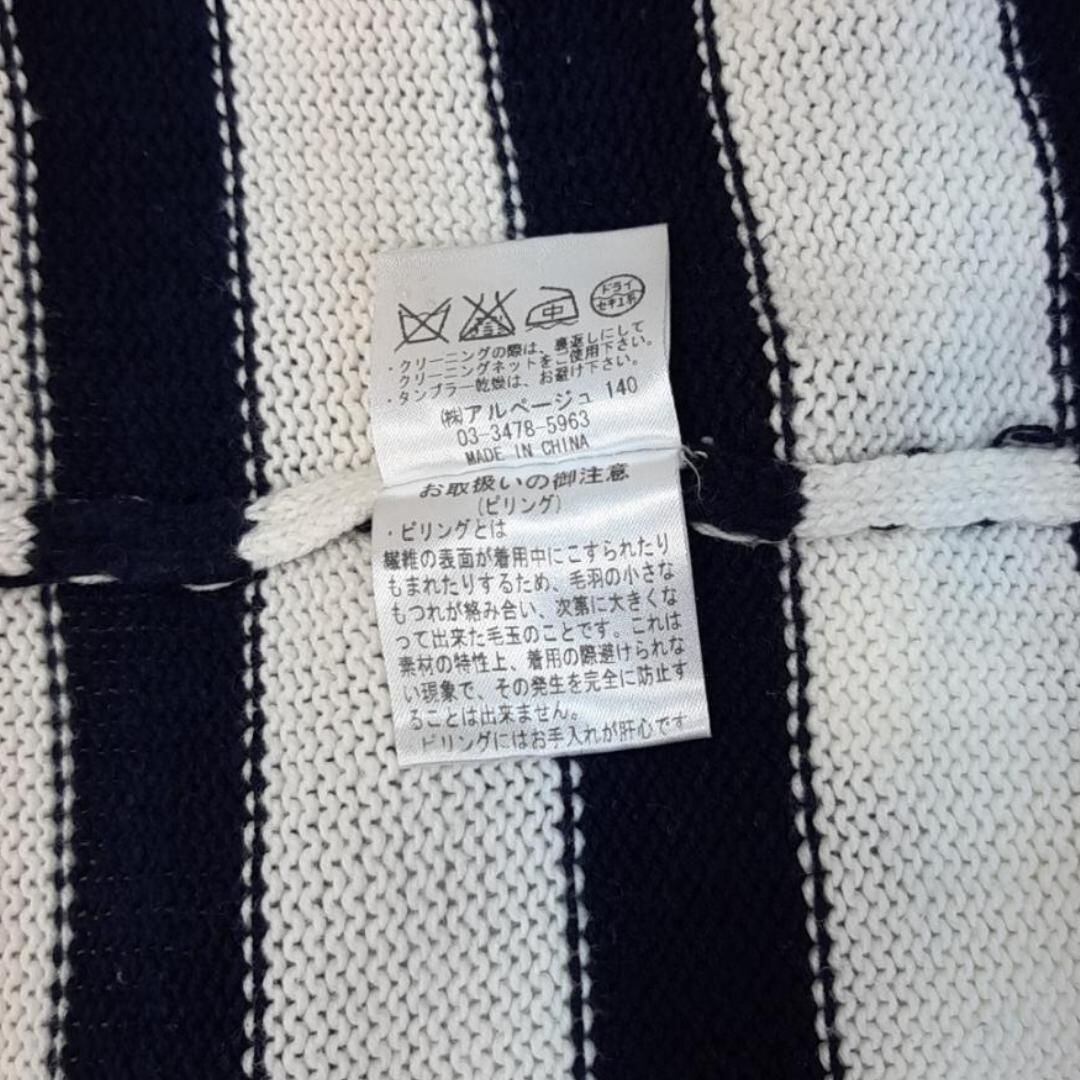 中
ドライ
セキユ系
・クリーニングの際は、裏返しにして
クリーニングネットをご使用下さい。
・タンブラー乾燥は、お避け下さい。
㈱アルページュ 140
03-3478-5963
MADE IN CHINA
お取扱いの御注意
(ピリング)
・ピリングとは
繊維の表面が着用中にこすられたり
もまれたりするため、毛羽の小さな
もつれが絡み合い、次第に大きくな
って出来た毛玉のことです。これは
素材の特性上、着用の際避けられな
い現象で、その発生を完全に防止す
ることは出来ません。
ピリングにはお手入れが肝心です